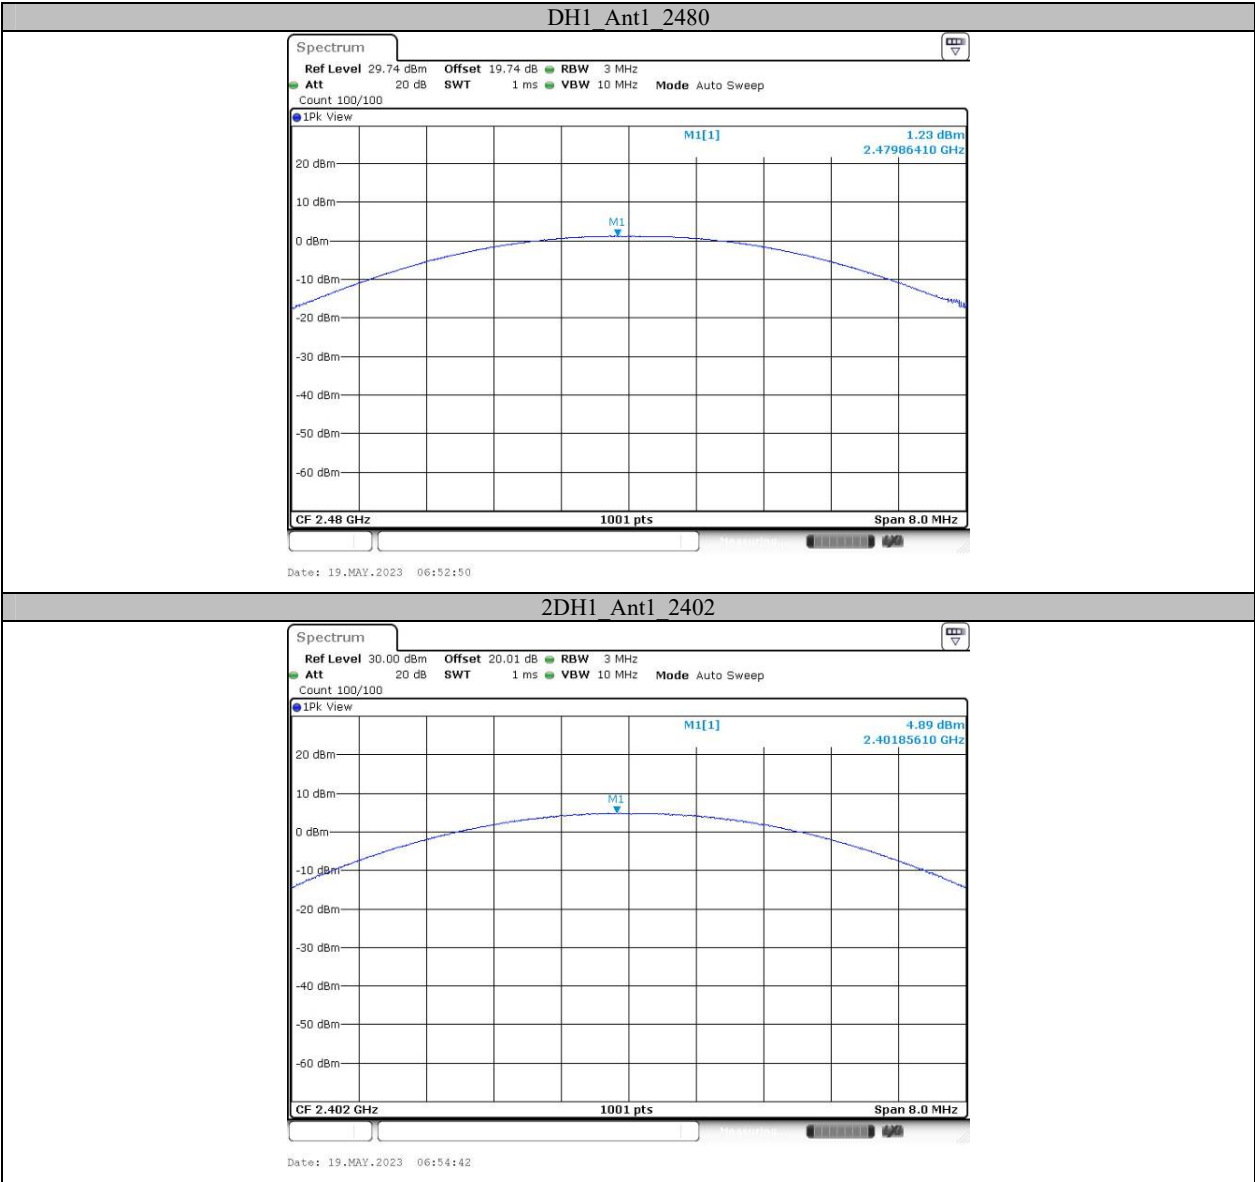 DH1_Ant1_2480
Spectrum
Ref Level 29.74 dBm Offset 19.74 dB RBW 3 MHz
Att 20 dB SWT 1 ms VBW 10 MHz Mode Auto Sweep
Count 100/100
1Pk View
M1[1] 1.23 dBm
2.47986410 GHz
20 dBm
10 dBm
M1
0 dBm
-10 dBm
-20 dBm
-30 dBm
-40 dBm
-50 dBm
-60 dBm
CF 2.48 GHz 1001 pts Span 8.0 MHz
Measuring
Date: 19.MAY.2023 06:52:50
2DH1_Ant1_2402
Spectrum
Ref Level 30.00 dBm Offset 20.01 dB RBW 3 MHz
Att 20 dB SWT 1 ms VBW 10 MHz Mode Auto Sweep
Count 100/100
1Pk View
M1[1] 4.89 dBm
2.40185610 GHz
20 dBm
10 dBm
M1
0 dBm
-10 dBm
-20 dBm
-30 dBm
-40 dBm
-50 dBm
-60 dBm
CF 2.402 GHz 1001 pts Span 8.0 MHz
Measuring
Date: 19.MAY.2023 06:54:42